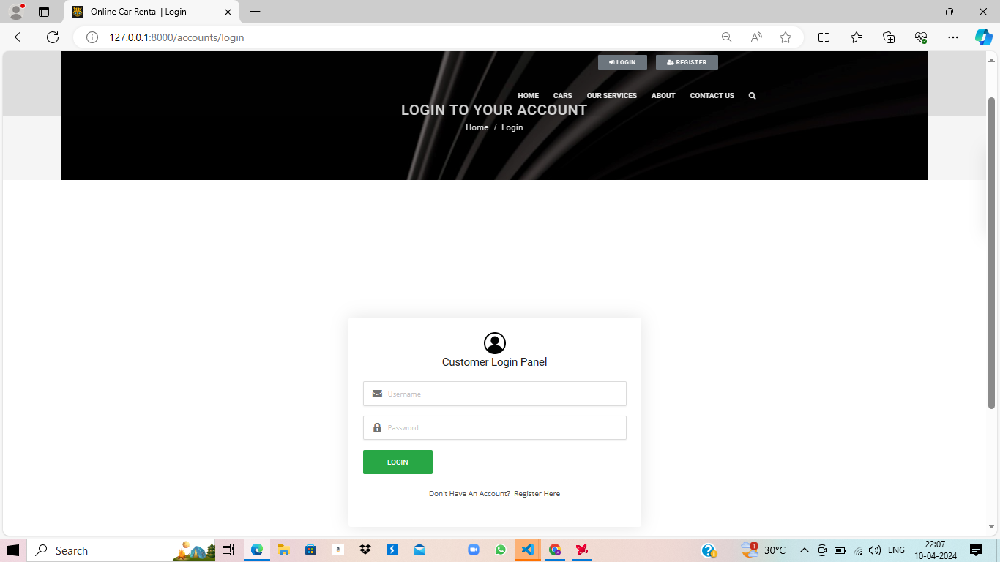 Online Car Rental | Login
127.0.0.1:8000/accounts/login
LOGIN
REGISTER
HOME CARS OUR SERVICES ABOUT CONTACT US
LOGIN TO YOUR ACCOUNT
Home / Login
Customer Login Panel
Username
Password
LOGIN
Don't Have An Account? Register Here
Search
a
1
30°C
ENG
22:07
10-04-2024